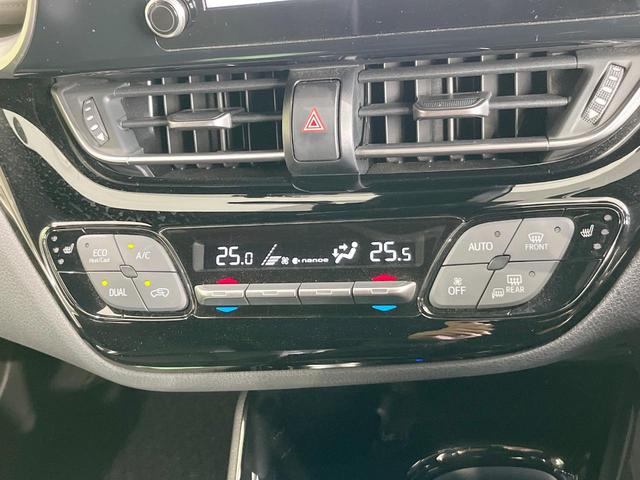 ECO
Heat/Cool
A/C
DUAL
25.0
nanoe
25.5
AUTO
FRONT
OFF
REAR